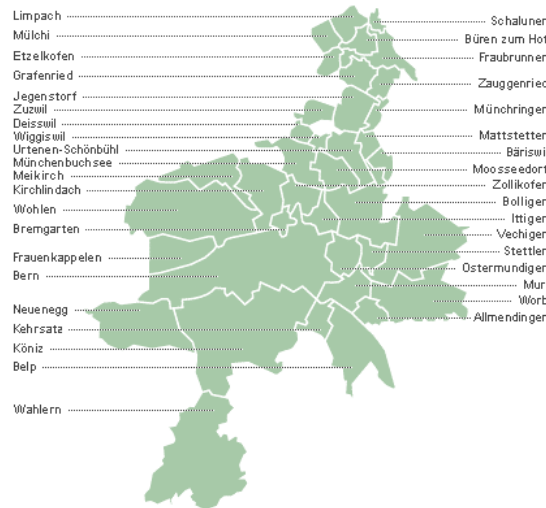 Limpach
Mülchi
Etzelkofen
Grafenried
Jegenstorf
Zuzwil
Deisswil
Wiggiswil
Urtenen-Schönbühl
Münchenbuchsee
Meikirch
Kirchlindach
Wohlen
Bremgarten
Frauenkappelen
Bern
Neuenegg
Kehrsatz
Köniz
Belp
Wahlern
Schalunen
Büren zum Hof
Fraubrunnen
Zauggenried
Münchringen
Mattstetten
Bäriswi
Moosseedorf
Zollikofen
Bolligen
Ittigen
Vechigen
Stettlen
Ostermundigen
Mur
Worb
Allmendingen